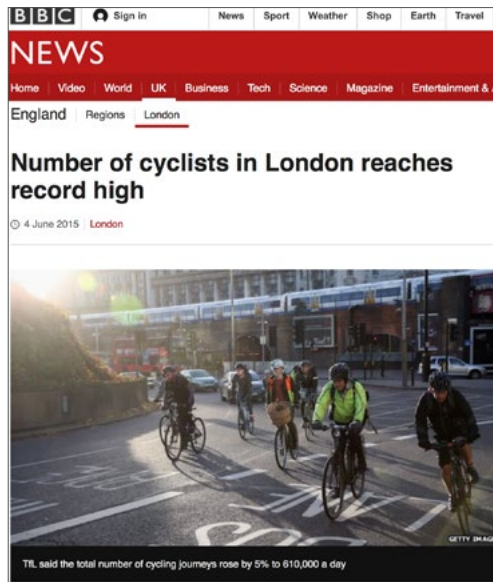 BBC Sign in News Sport Weather Shop Earth Travel
NEWS
Home Video World UK Business Tech Science Magazine Entertainment &
England Regions London
Number of cyclists in London reaches
record high
4 June 2015 London
GETTY IMAG
TfL said the total number of cycling journeys rose by 5% to 610,000 a day